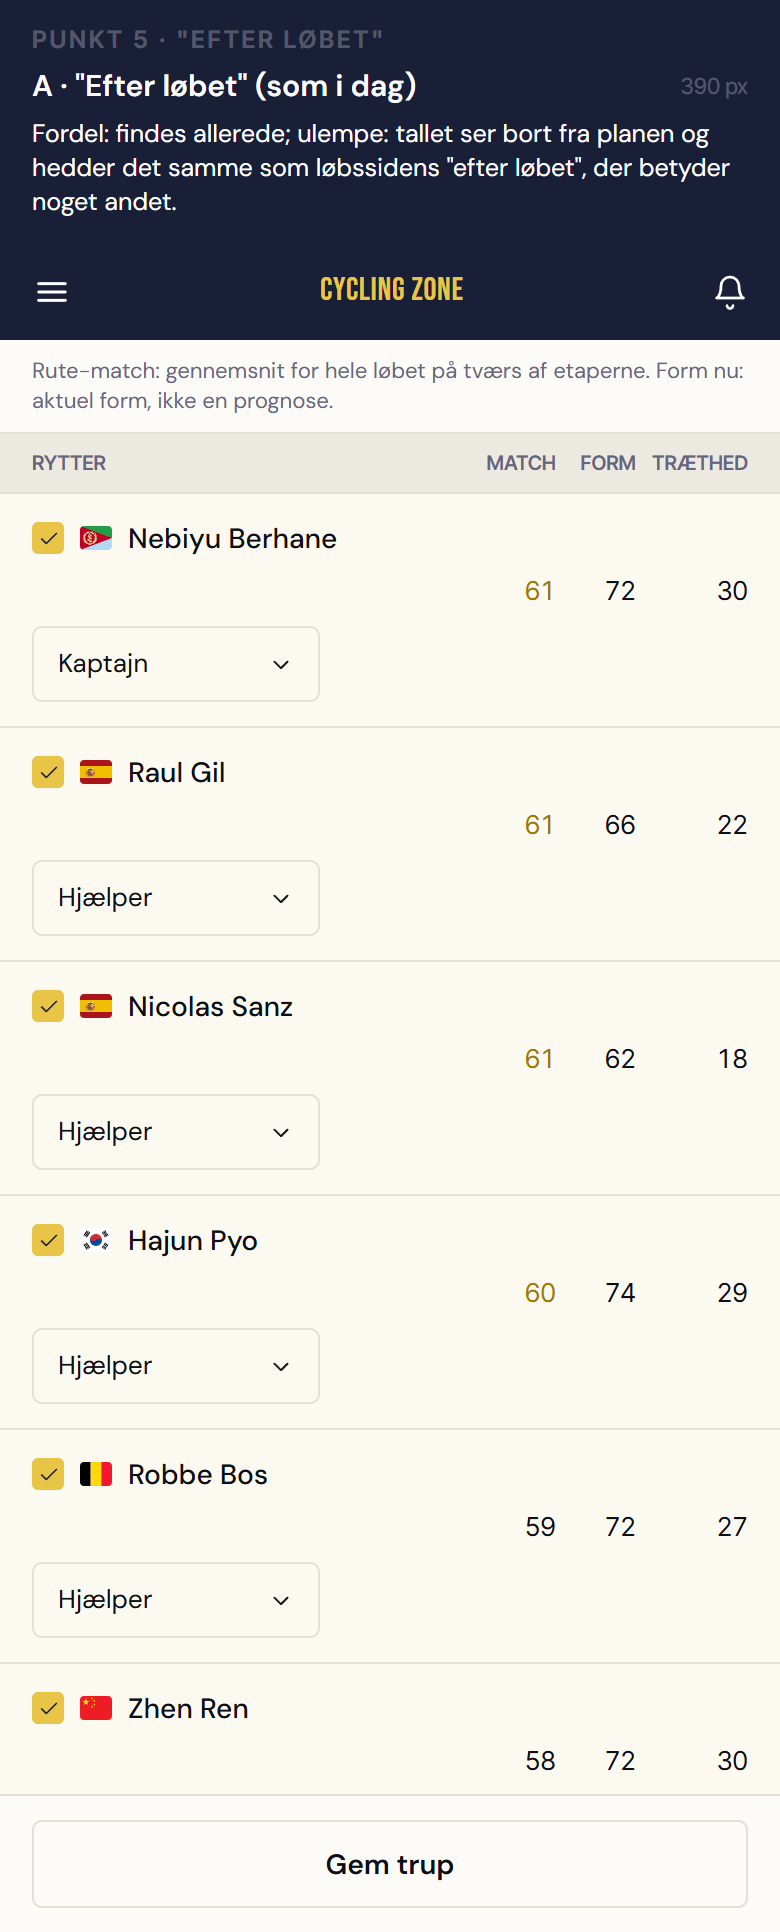 PUNKT 5 · "EFTER LØBET"
A · "Efter løbet" (som i dag) 390 px
Fordel: findes allerede; ulempe: tallet ser bort fra planen og
hedder det samme som løbssidens "efter løbet", der betyder
noget andet.
CYCLING ZONE
Rute-match: gennemsnit for hele løbet på tværs af etaperne. Form nu:
aktuel form, ikke en prognose.
RYTTER MATCH FORM TRÆTHED
Nebiyu Berhane
61 72 30
Kaptajn
Raul Gil
61 66 22
Hjælper
Nicolas Sanz
61 62 18
Hjælper
Hajun Pyo
60 74 29
Hjælper
Robbe Bos
59 72 27
Hjælper
Zhen Ren
58 72 30
Gem trup